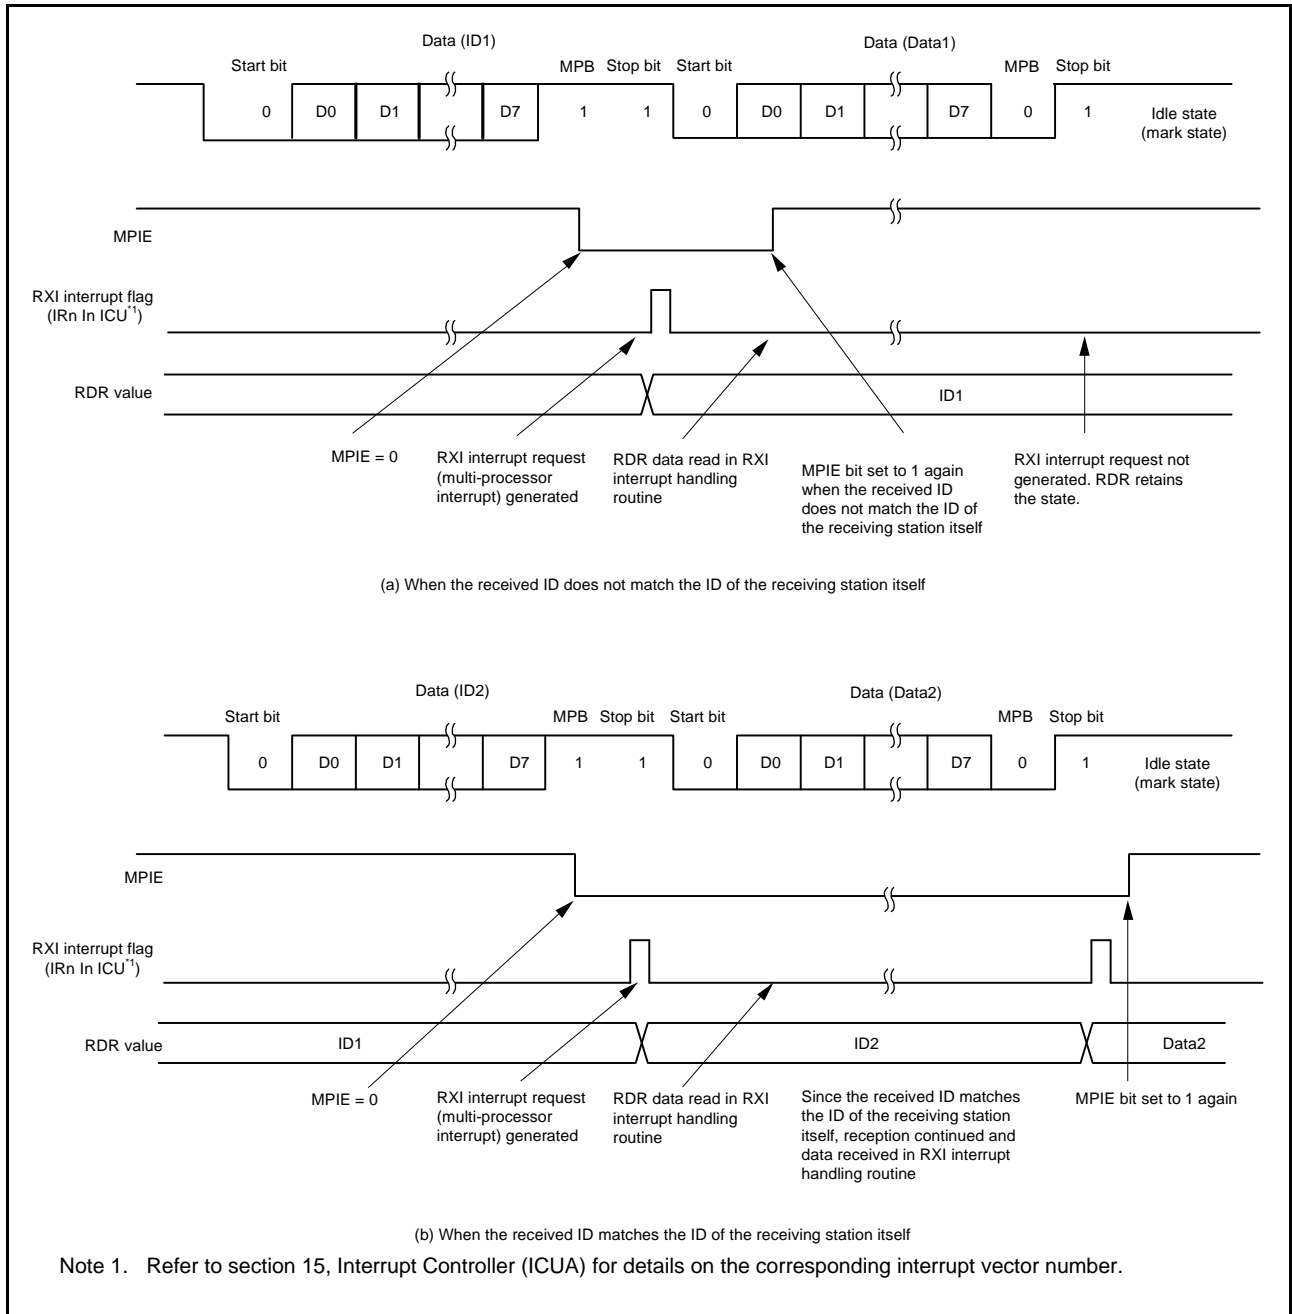 Data (ID1) Data (Data1)
Start bit MPB Stop bit Start bit MPB Stop bit
0 D0 D1 D7 1 1 0 D0 D1 D7 0 1 Idle state
(mark state)
MPIE
RXI interrupt flag
(IRn In ICU*1)
RDR value
ID1
MPIE = 0
RXI interrupt request
(multi-processor
interrupt) generated
RDR data read in RXI
interrupt handling
routine
MPIE bit set to 1 again
when the received ID
does not match the ID of
the receiving station itself
RXI interrupt request not
generated. RDR retains
the state.
(a) When the received ID does not match the ID of the receiving station itself
Data (ID2) Data (Data2)
Start bit MPB Stop bit Start bit MPB Stop bit
0 D0 D1 D7 1 1 0 D0 D1 D7 0 1 Idle state
(mark state)
MPIE
RXI interrupt flag
(IRn In ICU*1)
RDR value
ID1 ID2 Data2
MPIE = 0
RXI interrupt request
(multi-processor
interrupt) generated
RDR data read in RXI
interrupt handling
routine
Since the received ID matches
the ID of the receiving station
itself, reception continued and
data received in RXI interrupt
handling routine
MPIE bit set to 1 again
(b) When the received ID matches the ID of the receiving station itself
Note 1. Refer to section 15, Interrupt Controller (ICUA) for details on the corresponding interrupt vector number.